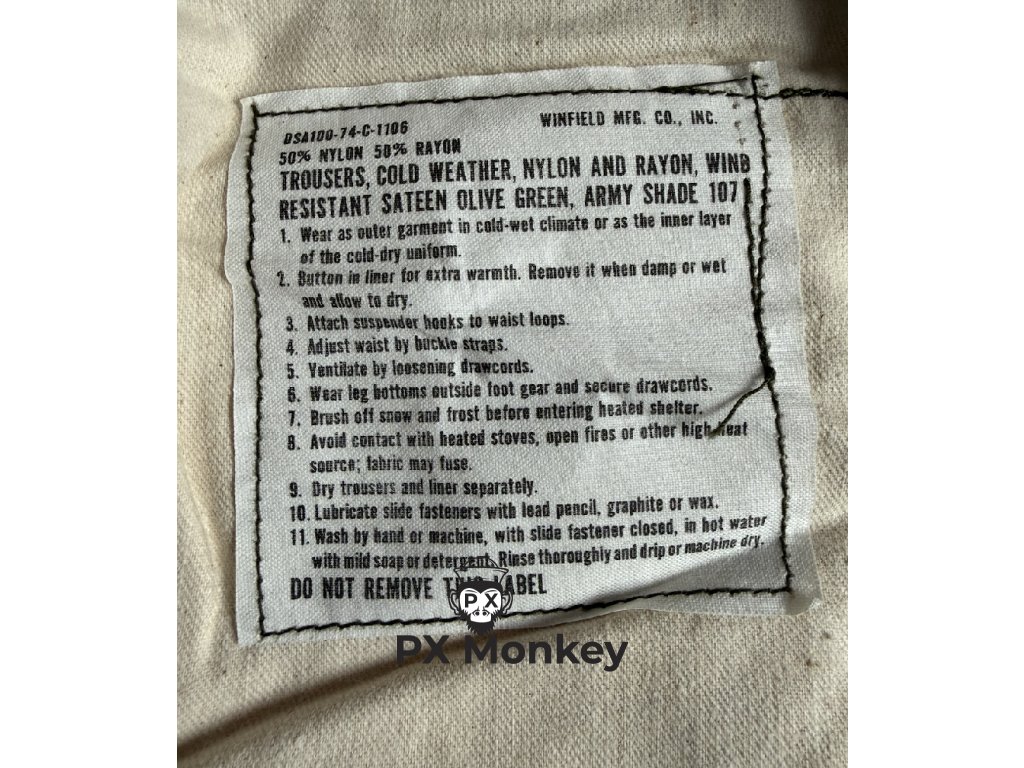 DSA100-74-C-1106
WINFIELD MFG. CO., INC.
50% NYLON 50% RAYON
TROUSERS, COLD WEATHER, NYLON AND RAYON, WIND
RESISTANT SATEEN OLIVE GREEN, ARMY SHADE 107
1. Wear as outer garment in cold-wet climate or as the inner layer
of the cold-dry uniform.
2. Button in liner for extra warmth. Remove it when damp or wet
and allow to dry.
3. Attach suspender hooks to waist loops.
4. Adjust waist by buckle straps.
5. Ventilate by loosening drawcords.
6. Wear leg bottoms outside foot gear and secure drawcords.
7. Brush off snow and frost before entering heated shelter.
8. Avoid contact with heated stoves, open fires or other high heat
source; fabric may fuse.
9. Dry trousers and liner separately.
10. Lubricate slide fasteners with lead pencil, graphite or wax.
11. Wash by hand or machine, with slide fastener closed, in hot water
with mild soap or detergent. Rinse thoroughly and drip or machine dry.
DO NOT REMOVE THIS LABEL
PX
PX Monkey